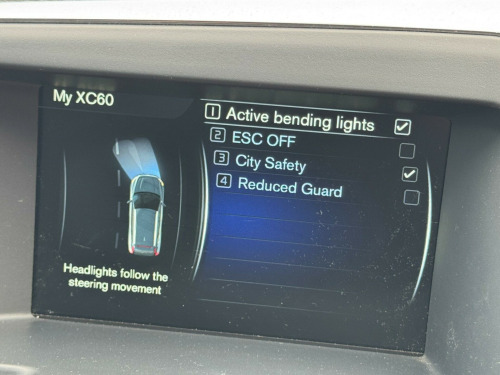 My XC60
1 Active bending lights
2 ESC OFF
3 City Safety
4 Reduced Guard
Headlights follow the
steering movement